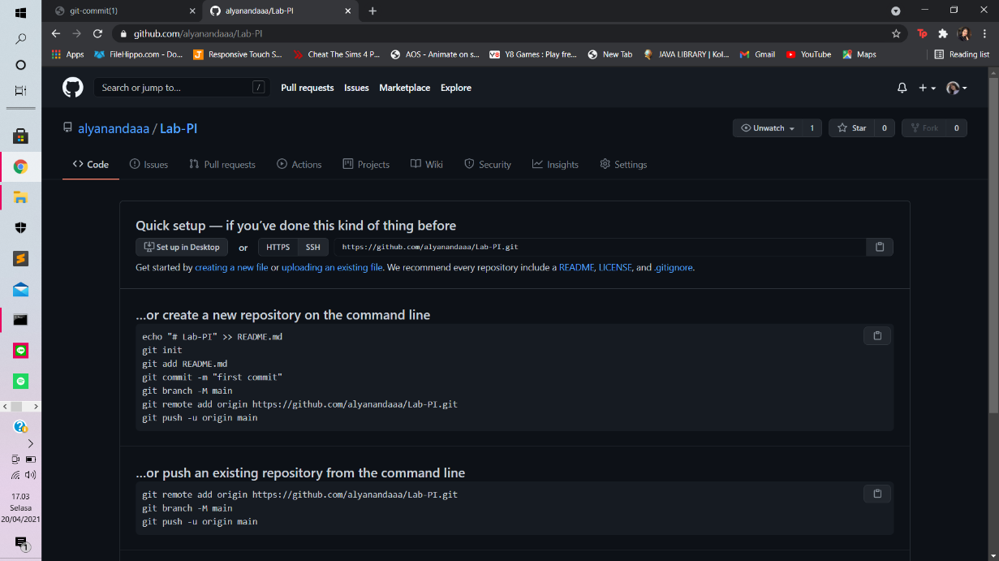 git-commit(1)
alyanandaaa/Lab-PI
github.com/alyanandaaa/Lab-PI
Apps
FileHippo.com - Do...
Responsive Touch S...
Cheat The Sims 4 P...
AOS - Animate on s...
Y8 Games : Play fre...
New Tab
JAVA LIBRARY | Kol...
Gmail
YouTube
Maps
Reading list
Search or jump to...
/
Pull requests
Issues
Marketplace
Explore
alyanandaaa / Lab-PI
Unwatch
1
Star
0
Fork
0
Code
Issues
Pull requests
Actions
Projects
Wiki
Security
Insights
Settings
Quick setup — if you've done this kind of thing before
Set up in Desktop
or
HTTPS
SSH
https://github.com/alyanandaaa/Lab-PI.git
Get started by creating a new file or uploading an existing file. We recommend every repository include a README, LICENSE, and .gitignore.
...or create a new repository on the command line
echo "# Lab-PI" >> README.md
git init
git add README.md
git commit -m "first commit"
git branch -M main
git remote add origin https://github.com/alyanandaaa/Lab-PI.git
git push -u origin main
...or push an existing repository from the command line
git remote add origin https://github.com/alyanandaaa/Lab-PI.git
git branch -M main
git push -u origin main
17.03
Selasa
20/04/2021
1